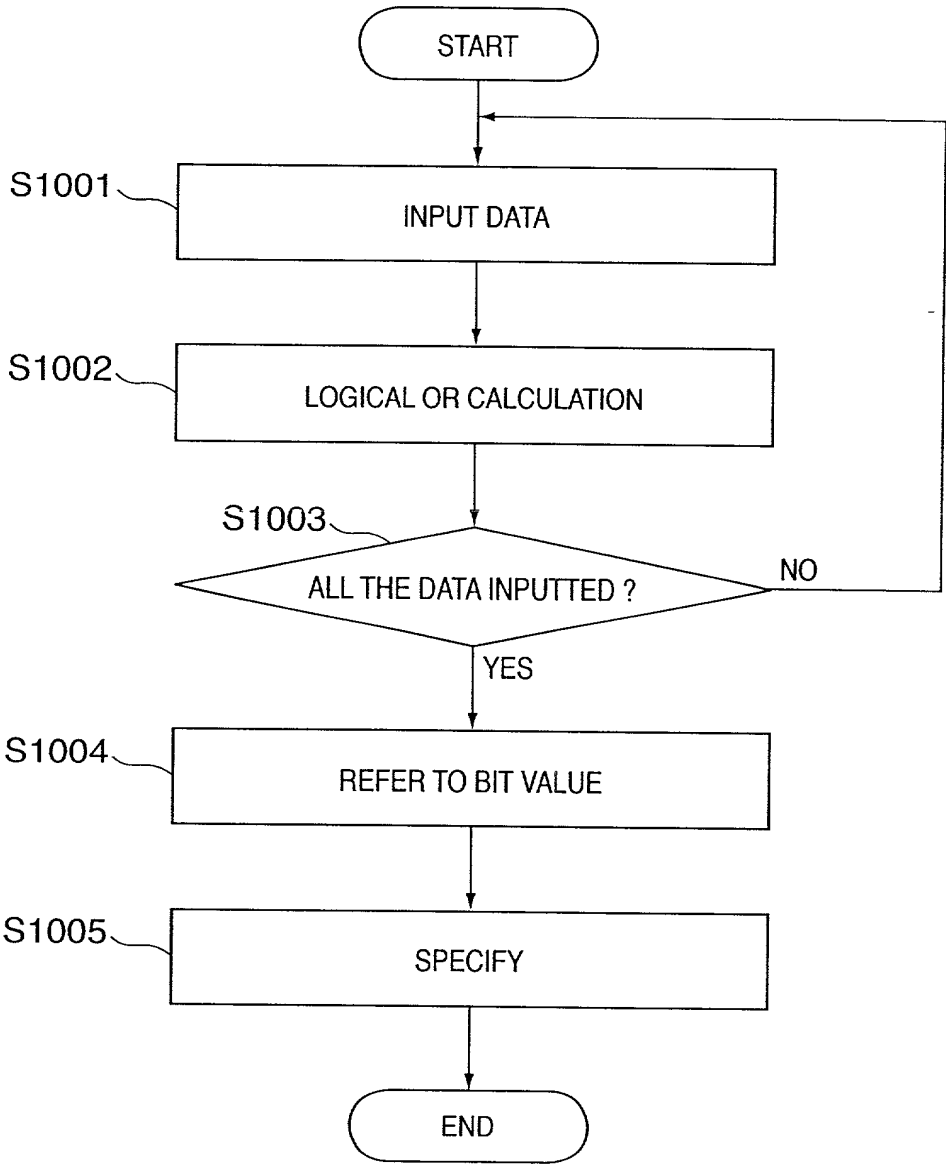 START
S1001
INPUT DATA
S1002
LOGICAL OR CALCULATION
S1003
ALL THE DATA INPUTTED ?
NO
YES
S1004
REFER TO BIT VALUE
S1005
SPECIFY
END